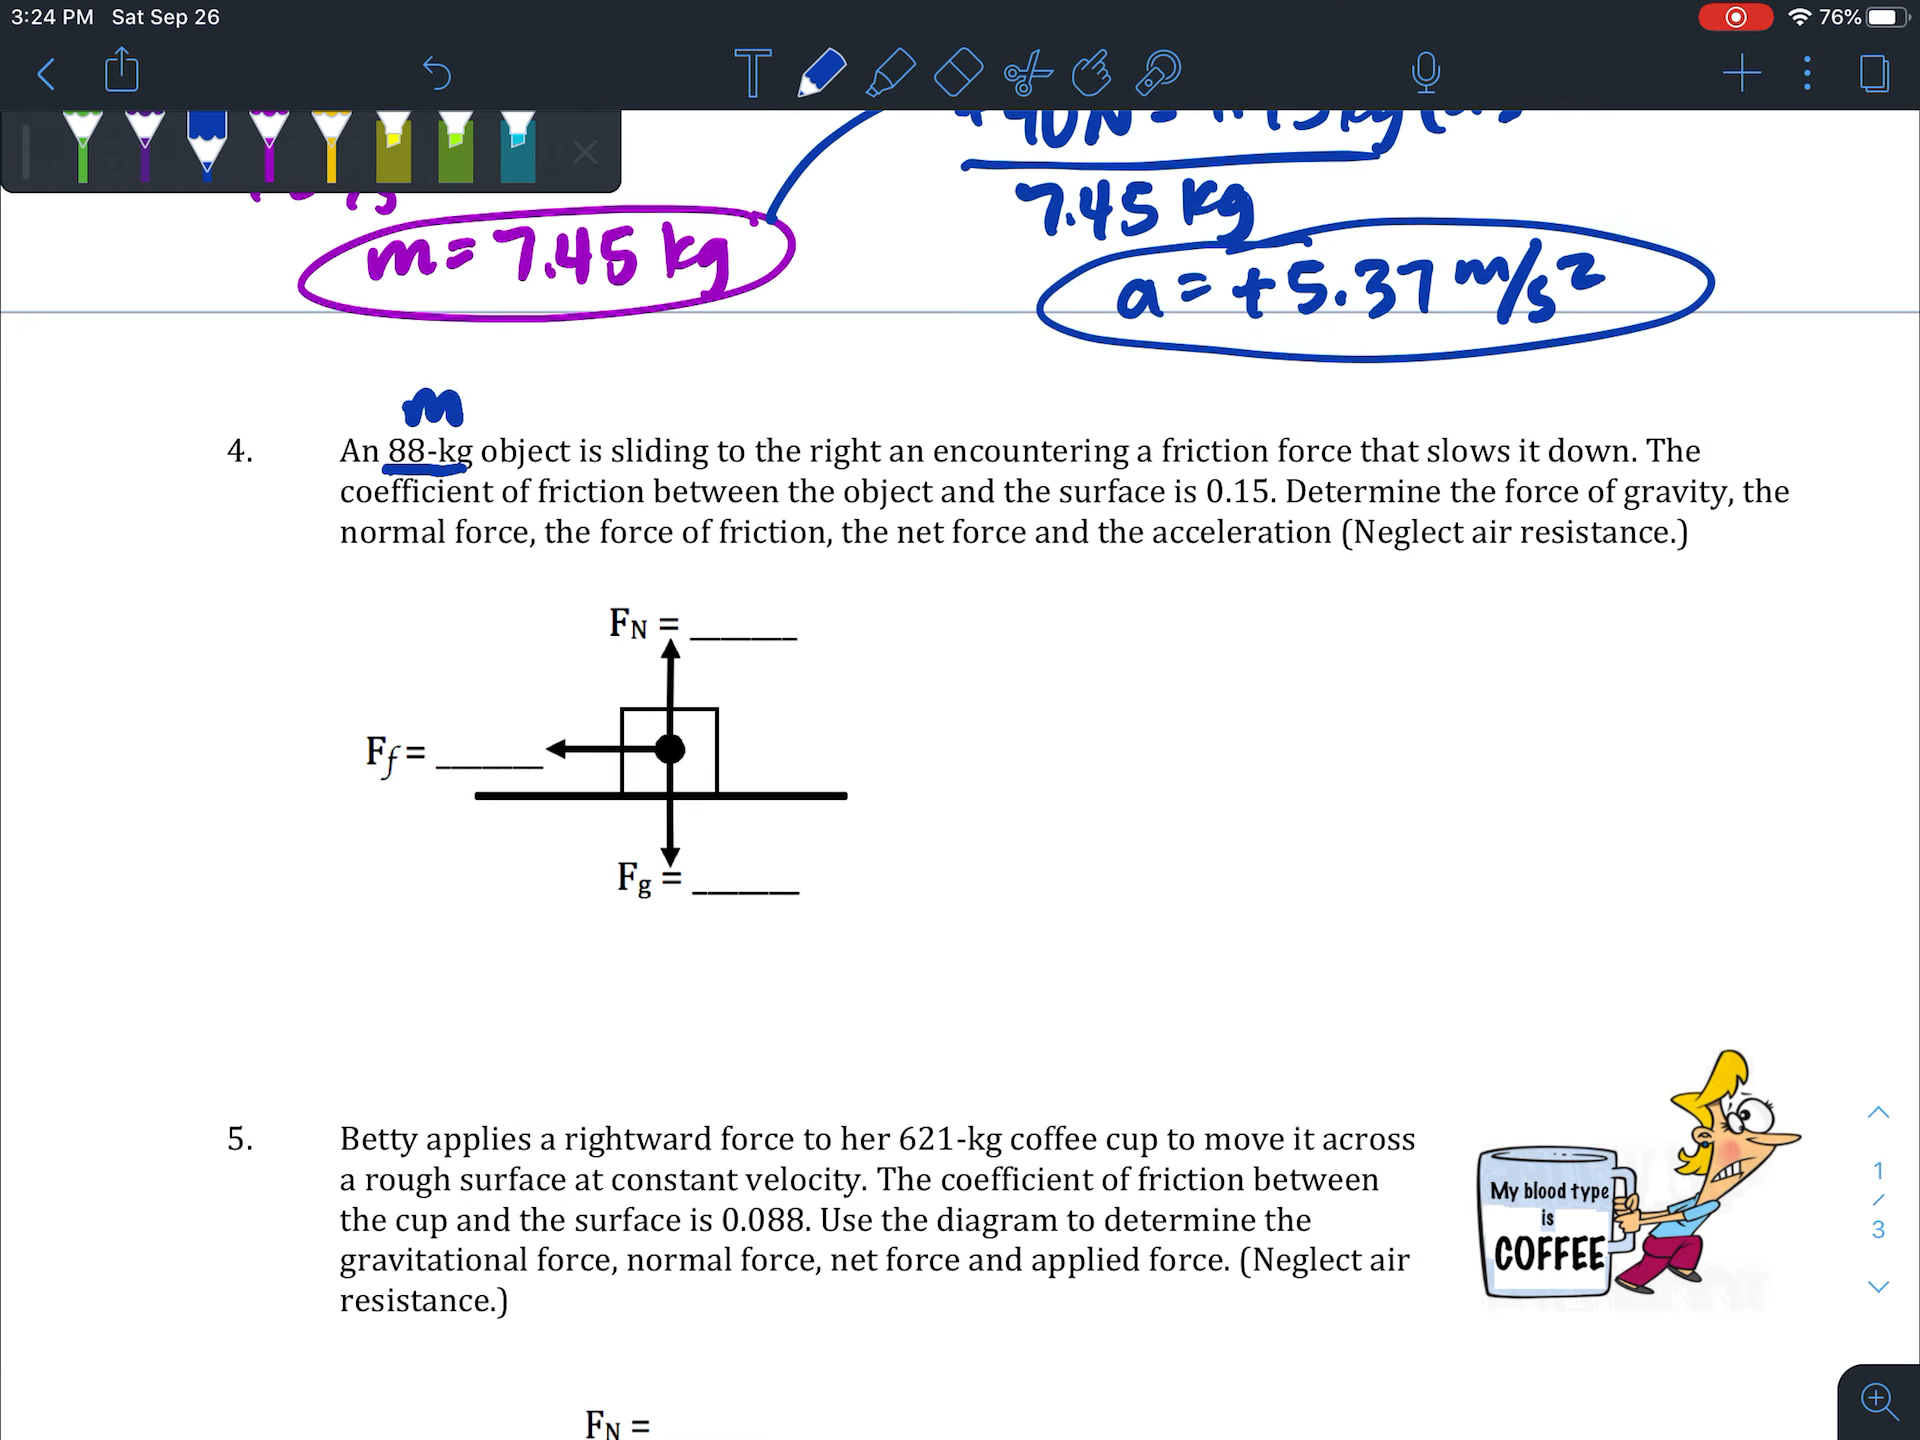 3:24 PM Sat Sep 26
76%
7.45 kg
m = 7.45 kg
a = +5.37 m/s²
m
4. An 88-kg object is sliding to the right an encountering a friction force that slows it down. The
coefficient of friction between the object and the surface is 0.15. Determine the force of gravity, the
normal force, the force of friction, the net force and the acceleration (Neglect air resistance.)
FN = ______
Ff = ______
Fg = ______
5. Betty applies a rightward force to her 621-kg coffee cup to move it across
a rough surface at constant velocity. The coefficient of friction between
the cup and the surface is 0.088. Use the diagram to determine the
gravitational force, normal force, net force and applied force. (Neglect air
resistance.)
My blood type
is
COFFEE
1
/
3
FN =